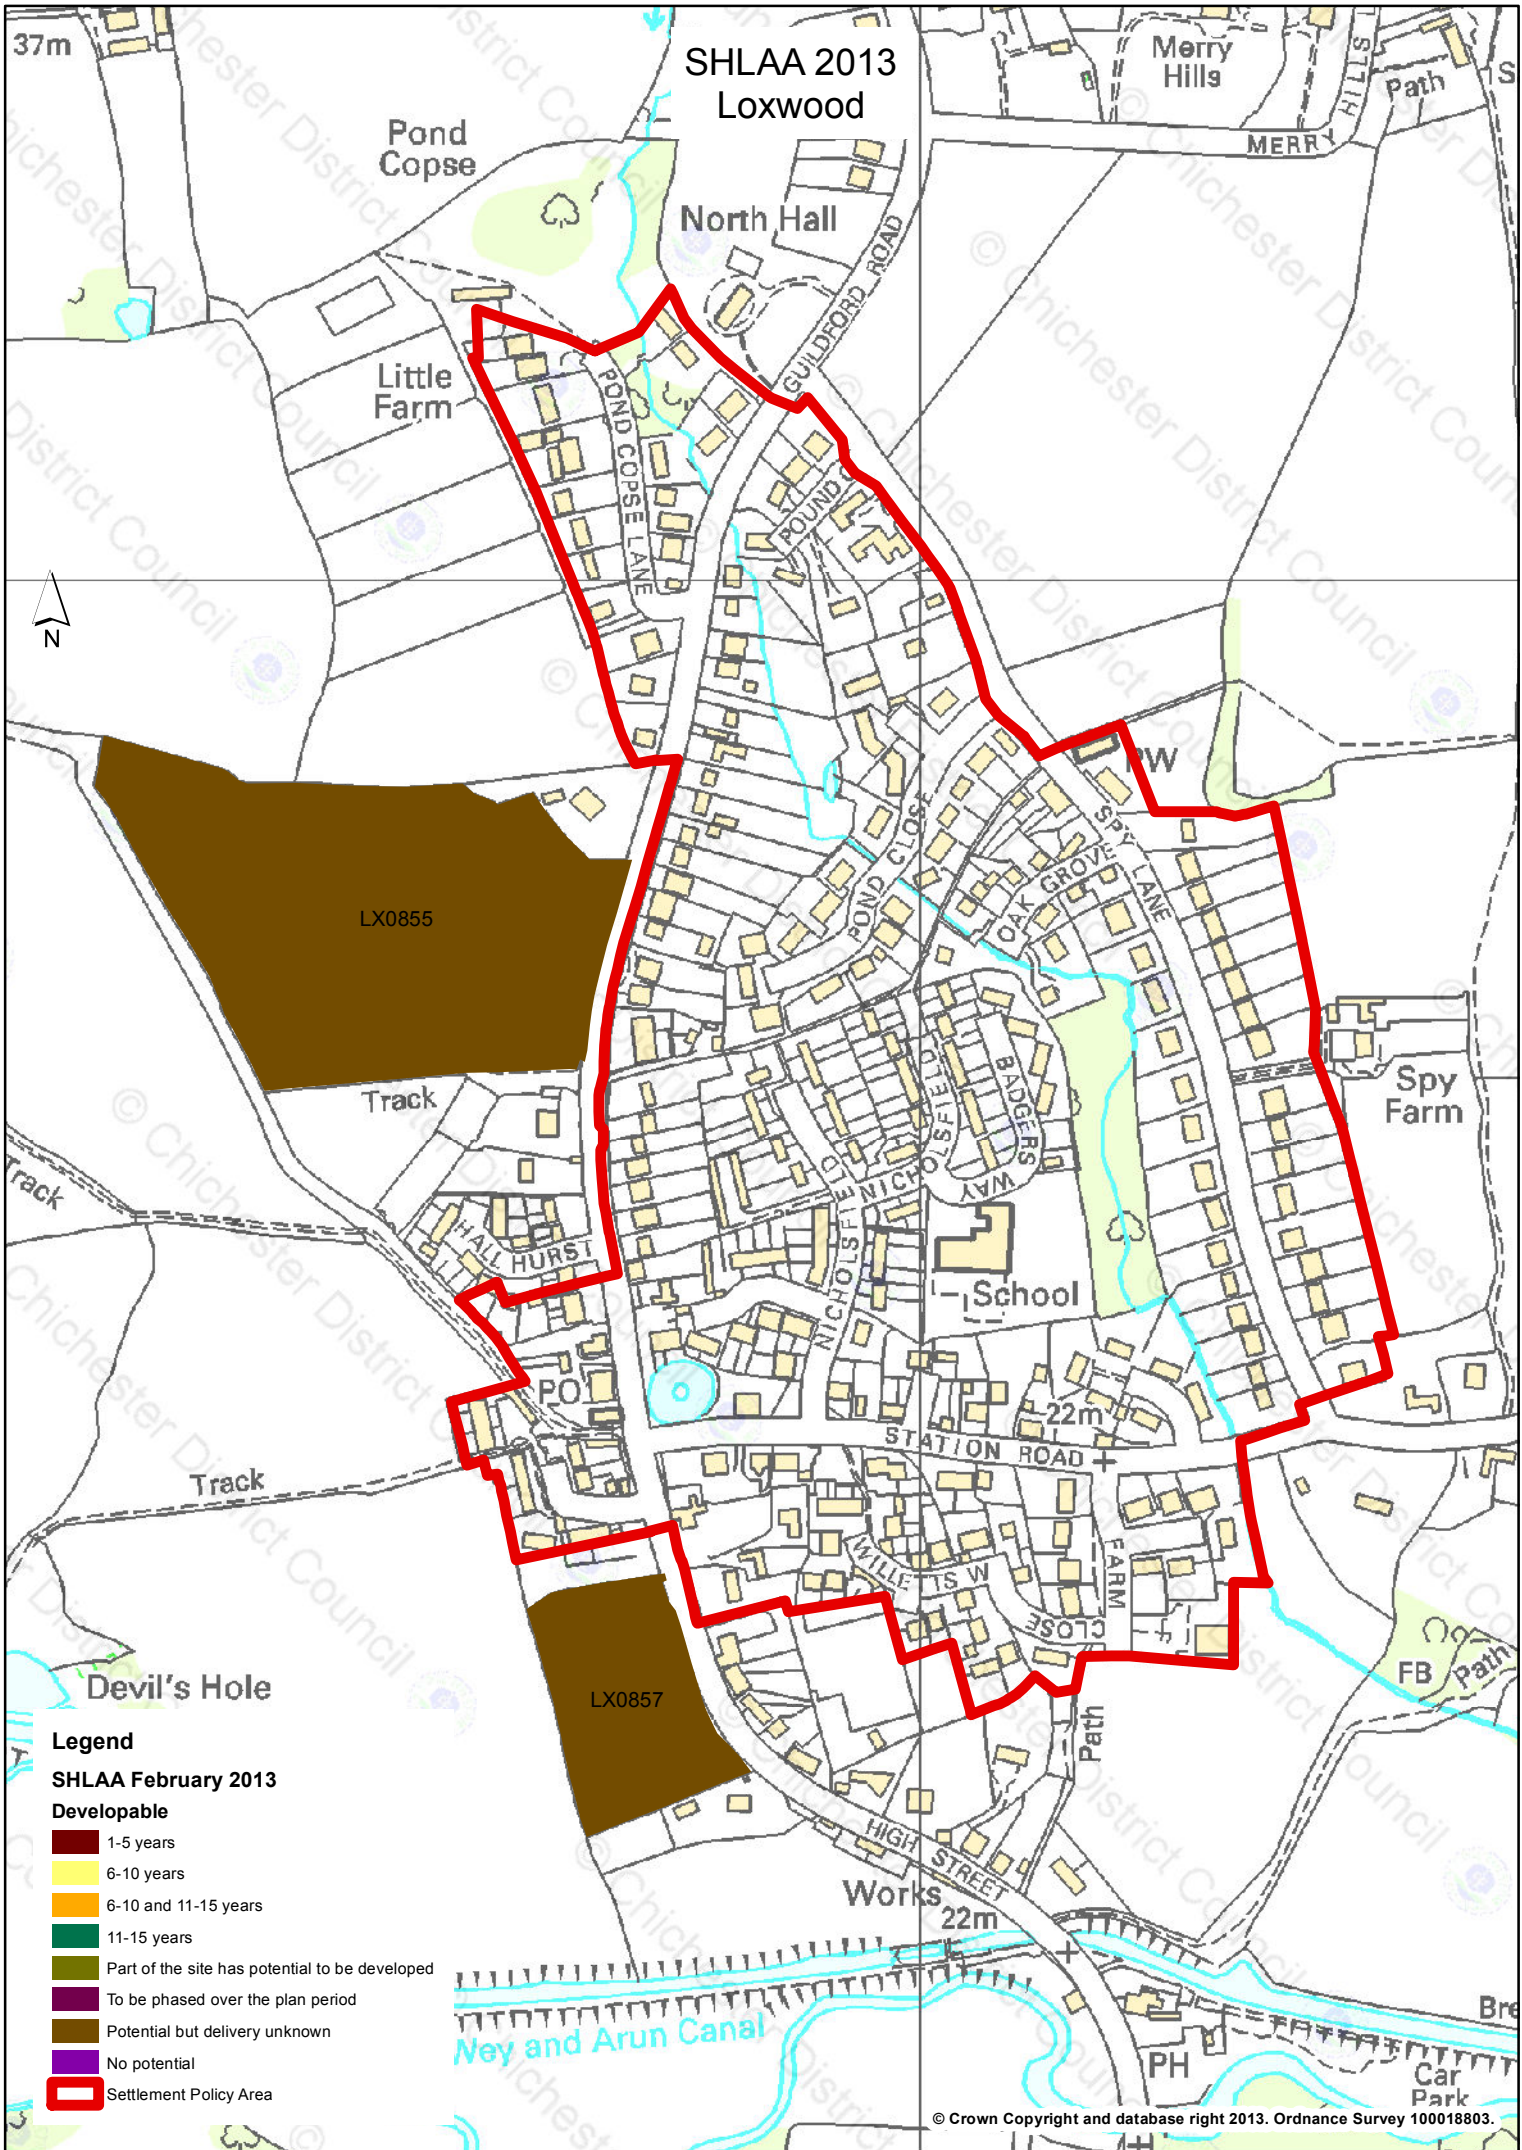 SHLAA 2013
Loxwood
37m
Merry
Hills
Path
MERRY HILLS
Pond
Copse
North Hall
GUILDFORD ROAD
Little
Farm
POND COPSE LANE
POUND C
N
PW
POND CLOSE
OAK GROVE
SPY LANE
LX0855
Track
Spy
Farm
BADGERS WAY
NICHOLSFIELD
NICHOLSFIELD
Track
HALL HURST
School
PO
22m
STATION ROAD
Track
WILLETTS W
FARM CLOSE
FB
Path
Devil's Hole
LX0857
Path
HIGH STREET
Works
22m
Wey and Arun Canal
PH
Bre
Car
Park
Legend
SHLAA February 2013
Developable
1-5 years
6-10 years
6-10 and 11-15 years
11-15 years
Part of the site has potential to be developed
To be phased over the plan period
Potential but delivery unknown
No potential
Settlement Policy Area
© Crown Copyright and database right 2013. Ordnance Survey 100018803.
© Chichester District Council